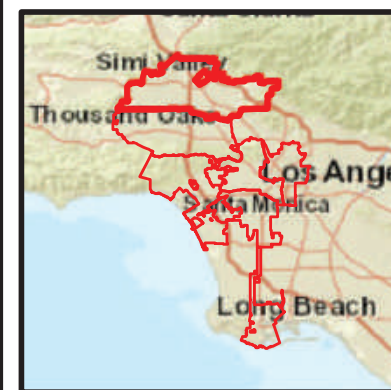 Simi Valley
Thousand Oaks
Los Ange
Santa Monica
Long Beach